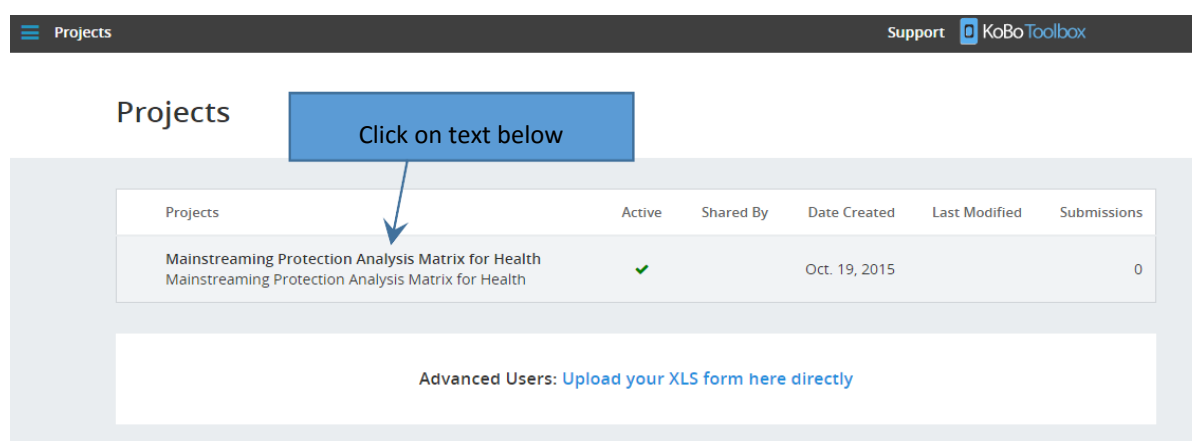 Projects Support KoBoToolbox
Projects
Click on text below
Projects Active Shared By Date Created Last Modified Submissions
Mainstreaming Protection Analysis Matrix for Health
Mainstreaming Protection Analysis Matrix for Health
Oct. 19, 2015 0
Advanced Users: Upload your XLS form here directly